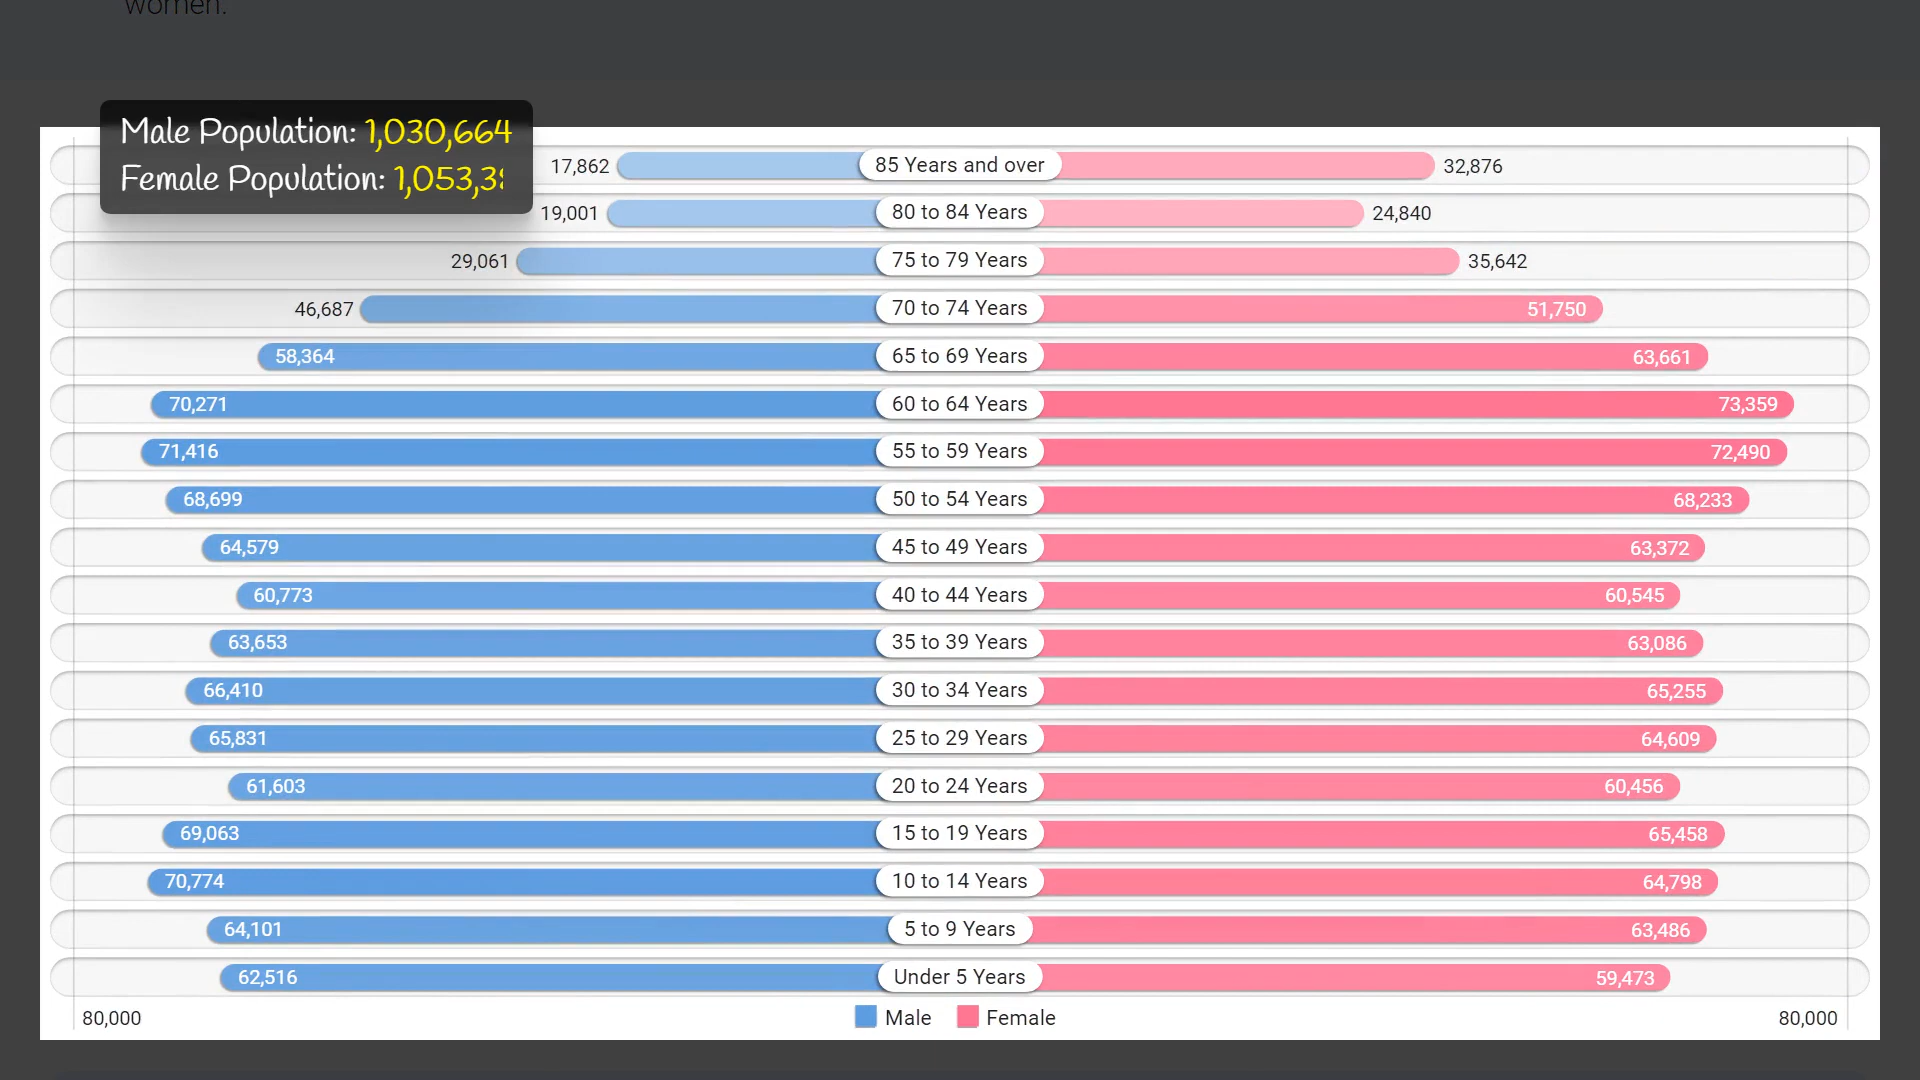 women.
Male Population: 1,030,664
Female Population: 1,053,3
17,862 85 Years and over 32,876
19,001 80 to 84 Years 24,840
29,061 75 to 79 Years 35,642
46,687 70 to 74 Years 51,750
58,364 65 to 69 Years 63,661
70,271 60 to 64 Years 73,359
71,416 55 to 59 Years 72,490
68,699 50 to 54 Years 68,233
64,579 45 to 49 Years 63,372
60,773 40 to 44 Years 60,545
63,653 35 to 39 Years 63,086
66,410 30 to 34 Years 65,255
65,831 25 to 29 Years 64,609
61,603 20 to 24 Years 60,456
69,063 15 to 19 Years 65,458
70,774 10 to 14 Years 64,798
64,101 5 to 9 Years 63,486
62,516 Under 5 Years 59,473
80,000 Male Female 80,000